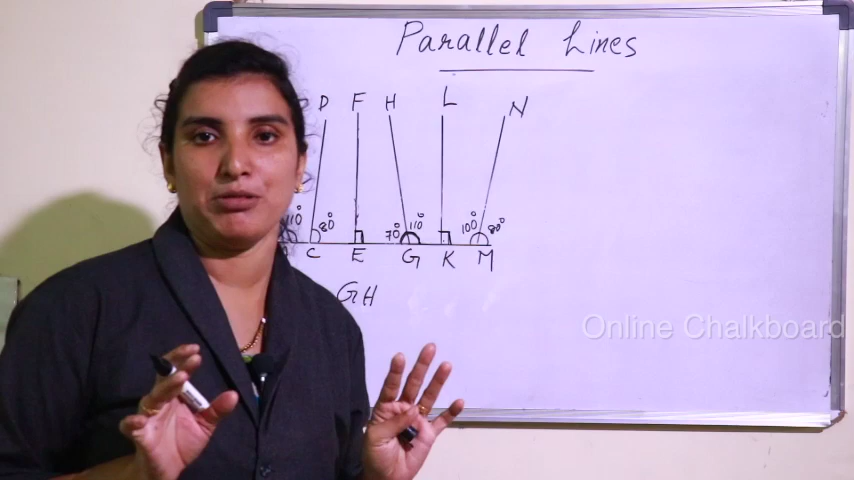 Parallel Lines
D F H L N
110° 80° 70° 110° 100° 80°
C E G K M
GH
Online Chalkboard